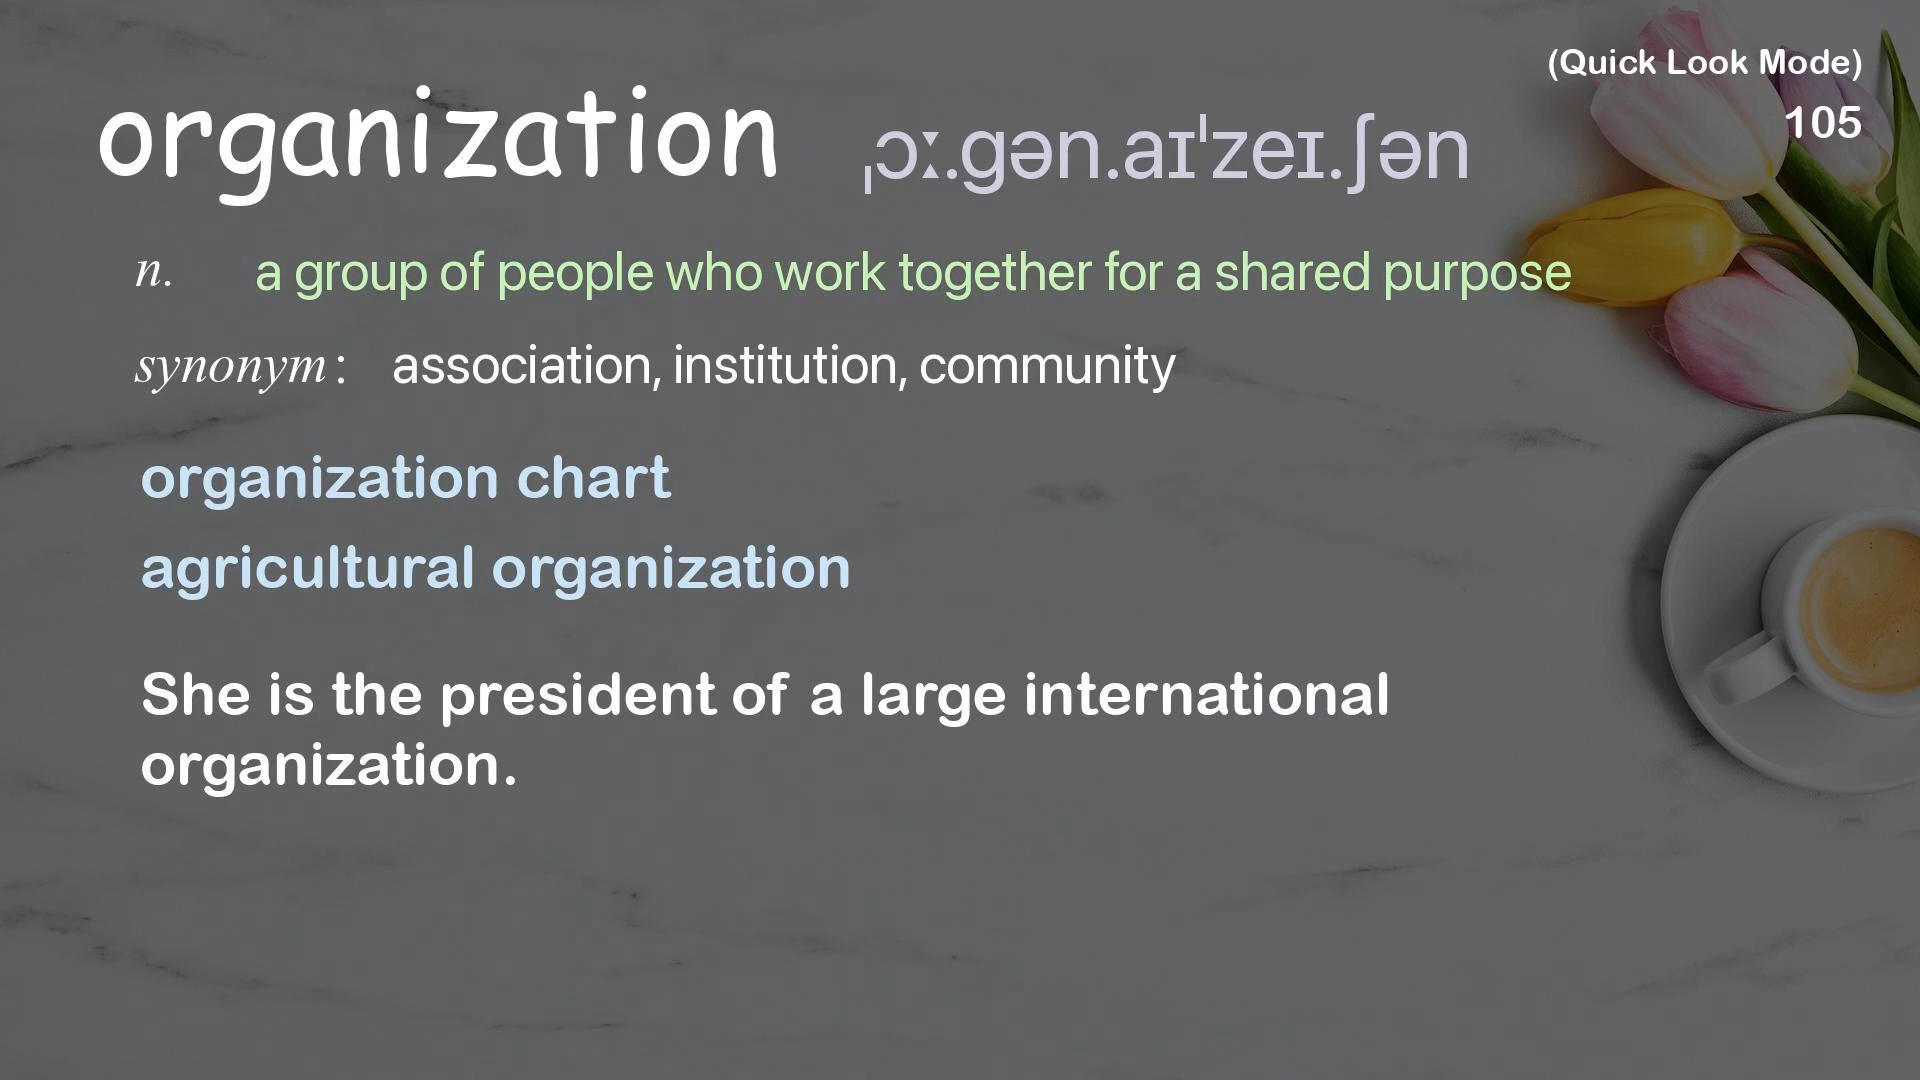 (Quick Look Mode)
105
organization ˌɔː.gən.aɪˈzeɪ.ʃən
n. a group of people who work together for a shared purpose
synonym: association, institution, community
organization chart
agricultural organization
She is the president of a large international
organization.